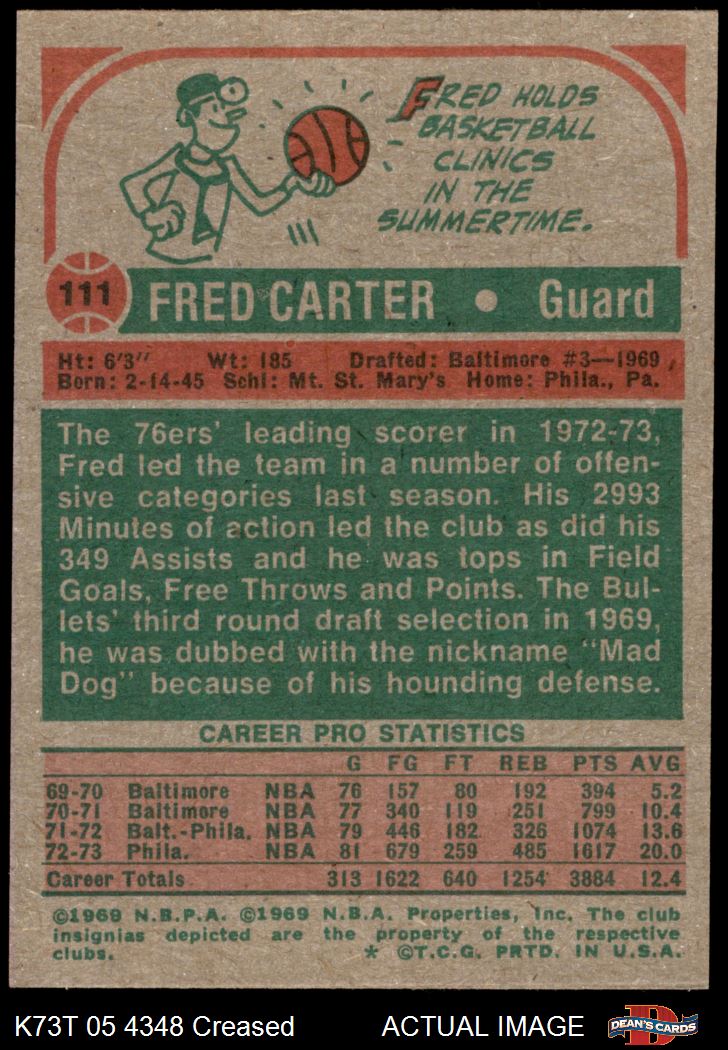 FRED HOLDS
BASKETBALL
CLINICS
IN THE
SUMMERTIME.
111 FRED CARTER • Guard
Ht: 6'3" Wt: 185 Drafted: Baltimore #3—1969
Born: 2-14-45 Schl: Mt. St. Mary's Home: Phila., Pa.
The 76ers' leading scorer in 1972-73,
Fred led the team in a number of offen-
sive categories last season. His 2993
Minutes of action led the club as did his
349 Assists and he was tops in Field
Goals, Free Throws and Points. The Bul-
lets' third round draft selection in 1969,
he was dubbed with the nickname "Mad
Dog" because of his hounding defense.
CAREER PRO STATISTICS
G FG FT REB PTS AVG
69-70 Baltimore NBA 76 157 80 192 394 5.2
70-71 Baltimore NBA 77 340 119 251 799 10.4
71-72 Balt.-Phila. NBA 79 446 182 326 1074 13.6
72-73 Phila. NBA 81 679 259 485 1617 20.0
Career Totals 313 1622 640 1254 3884 12.4
©1969 N.B.P.A. ©1969 N.B.A. Properties, Inc. The club
insignias depicted are the property of the respective
clubs. * ©T.C.G. PRTD. IN U.S.A.
K73T 05 4348 Creased ACTUAL IMAGE
D
DEAN'S CARDS